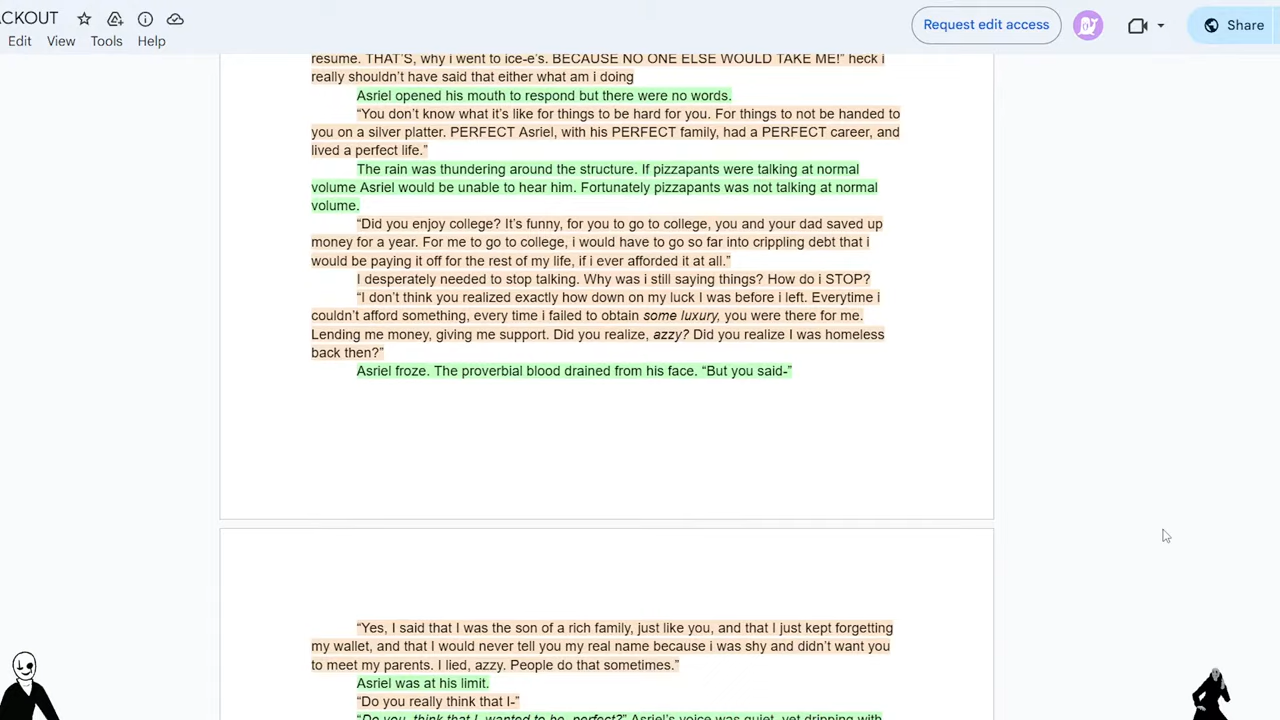 CKOUT
Request edit access
Share
Edit View Tools Help
resume. THAT'S, why i went to ice-e's. BECAUSE NO ONE ELSE WOULD TAKE ME!” heck i
really shouldn't have said that either what am i doing
Asriel opened his mouth to respond but there were no words.
“You don't know what it's like for things to be hard for you. For things to not be handed to
you on a silver platter. PERFECT Asriel, with his PERFECT family, had a PERFECT career, and
lived a perfect life.”
The rain was thundering around the structure. If pizzapants were talking at normal
volume Asriel would be unable to hear him. Fortunately pizzapants was not talking at normal
volume.
“Did you enjoy college? It's funny, for you to go to college, you and your dad saved up
money for a year. For me to go to college, i would have to go so far into crippling debt that i
would be paying it off for the rest of my life, if i ever afforded it at all.”
I desperately needed to stop talking. Why was i still saying things? How do i STOP?
“I don't think you realized exactly how down on my luck I was before i left. Everytime i
couldn't afford something, every time i failed to obtain some luxury, you were there for me.
Lending me money, giving me support. Did you realize, azzy? Did you realize I was homeless
back then?”
Asriel froze. The proverbial blood drained from his face. “But you said-”
“Yes, I said that I was the son of a rich family, just like you, and that I just kept forgetting
my wallet, and that I would never tell you my real name because i was shy and didn't want you
to meet my parents. I lied, azzy. People do that sometimes.”
Asriel was at his limit.
“Do you really think that I-”
“Do you, think that I, wanted to be, perfect?” Asriel's voice was quiet, yet dripping with